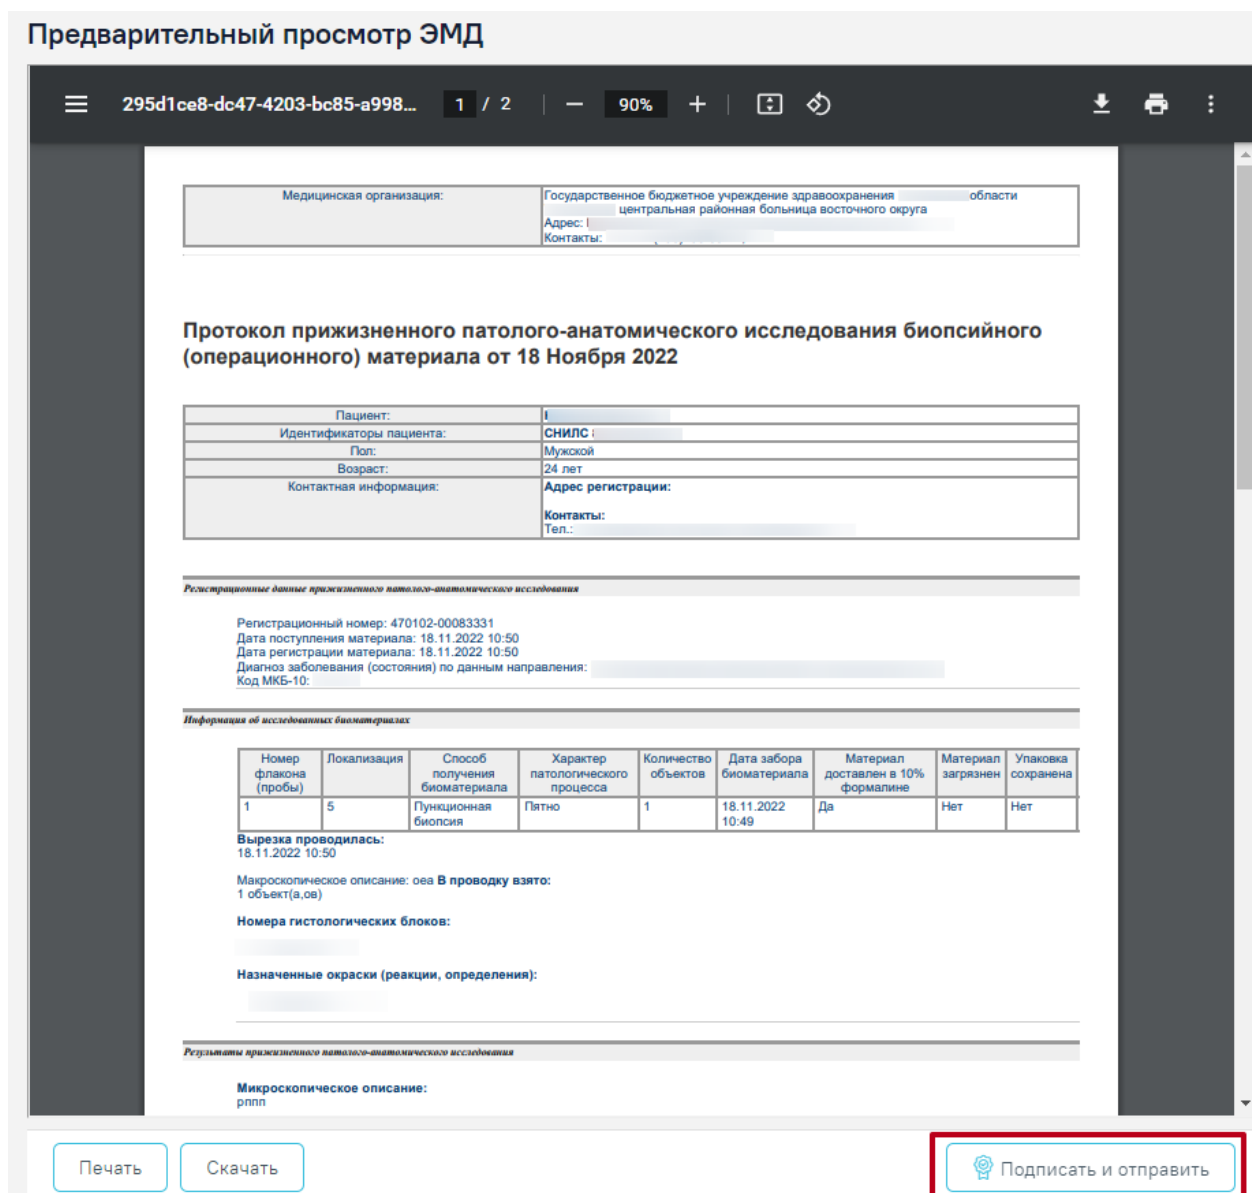 Предварительный просмотр ЭМД
295d1ce8-dc47-4203-bc85-a998... 1 / 2 90%
Медицинская организация:
Государственное бюджетное учреждение здравоохранения области
центральная районная больница восточного округа
Адрес:
Контакты:
Протокол прижизненного патолого-анатомического исследования биопсийного
(операционного) материала от 18 Ноября 2022
Пациент:
Идентификаторы пациента: СНИЛС
Пол: Мужской
Возраст: 24 лет
Контактная информация: Адрес регистрации:
Контакты:
Тел.:
Регистрационные данные прижизненного патолого-анатомического исследования
Регистрационный номер: 470102-00083331
Дата поступления материала: 18.11.2022 10:50
Дата регистрации материала: 18.11.2022 10:50
Диагноз заболевания (состояния) по данным направления:
Код МКБ-10:
Информация об исследованных биоматериалах
Номер флакона (пробы) Локализация Способ получения биоматериала Характер патологического процесса Количество объектов Дата забора биоматериала Материал доставлен в 10% формалине Материал загрязнен Упаковка сохранена
1 5 Пункционная биопсия Пятно 1 18.11.2022 10:49 Да Нет Нет
Вырезка проводилась:
18.11.2022 10:50
Макроскопическое описание: оеа В проводку взято:
1 объект(а,ов)
Номера гистологических блоков:
Назначенные окраски (реакции, определения):
Результаты прижизненного патолого-анатомического исследования
Микроскопическое описание:
рппп
Печать Скачать Подписать и отправить